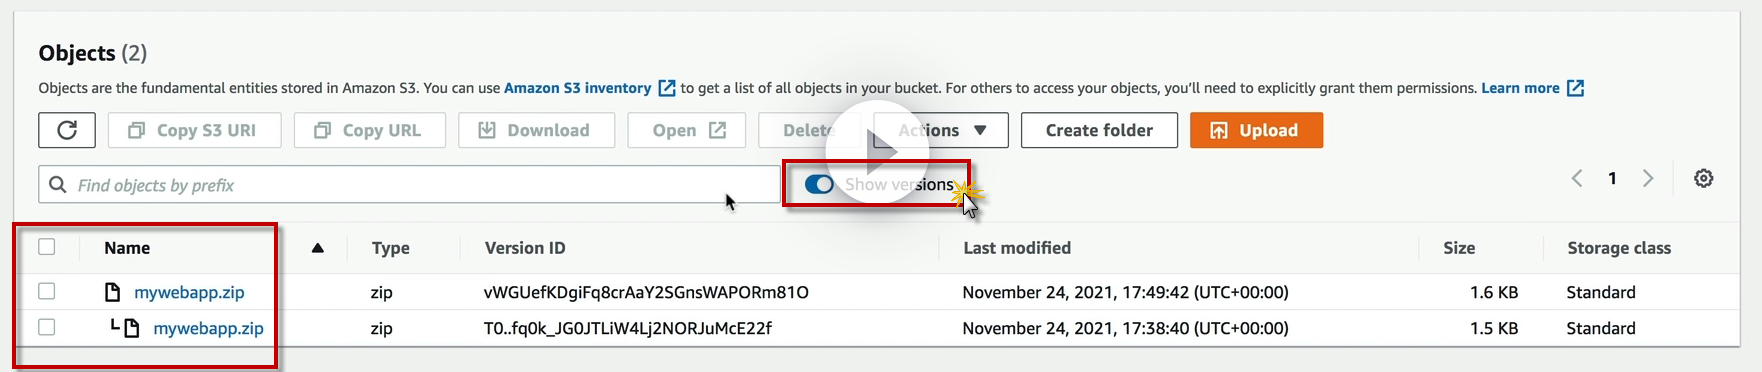 Objects (2)
Objects are the fundamental entities stored in Amazon S3. You can use Amazon S3 inventory to get a list of all objects in your bucket. For others to access your objects, you'll need to explicitly grant them permissions. Learn more
Copy S3 URI Copy URL Download Open Delete Actions Create folder Upload
Find objects by prefix Show versions 1
Name Type Version ID Last modified Size Storage class
mywebapp.zip zip vWGUefKDgiFq8crAaY2SGnsWAPORm81O November 24, 2021, 17:49:42 (UTC+00:00) 1.6 KB Standard
mywebapp.zip zip T0..fq0k_JG0JTLiW4Lj2NORJuMcE22f November 24, 2021, 17:38:40 (UTC+00:00) 1.5 KB Standard